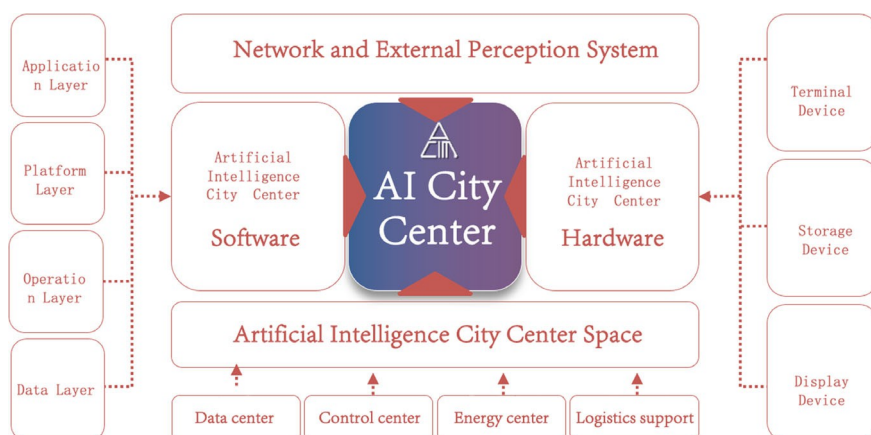 Network and External Perception System
Applicatio
n Layer
Platform
Layer
Operatio
n Layer
Data Layer
Artificial
Intelligence
City Center
Software
ACIM
AI City
Center
Artificial
Intelligence
City Center
Hardware
Terminal
Device
Storage
Device
Display
Device
Artificial Intelligence City Center Space
Data center
Control center
Energy center
Logistics support